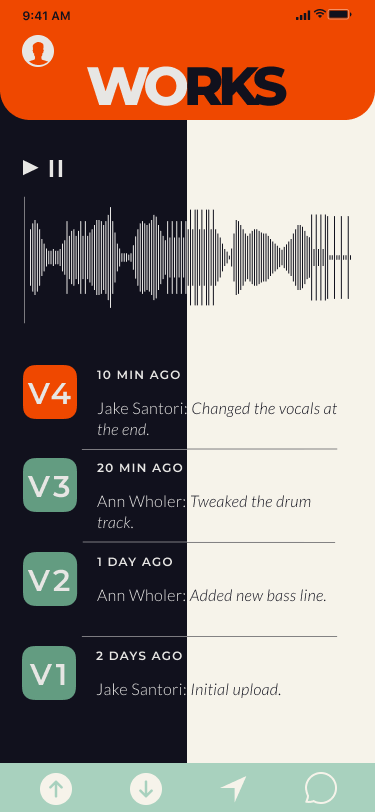 9:41 AM
WORKS
V4
10 MIN AGO
Jake Santori: Changed the vocals at
the end.
V3
20 MIN AGO
Ann Wholer: Tweaked the drum
track.
V2
1 DAY AGO
Ann Wholer: Added new bass line.
V1
2 DAYS AGO
Jake Santori: Initial upload.